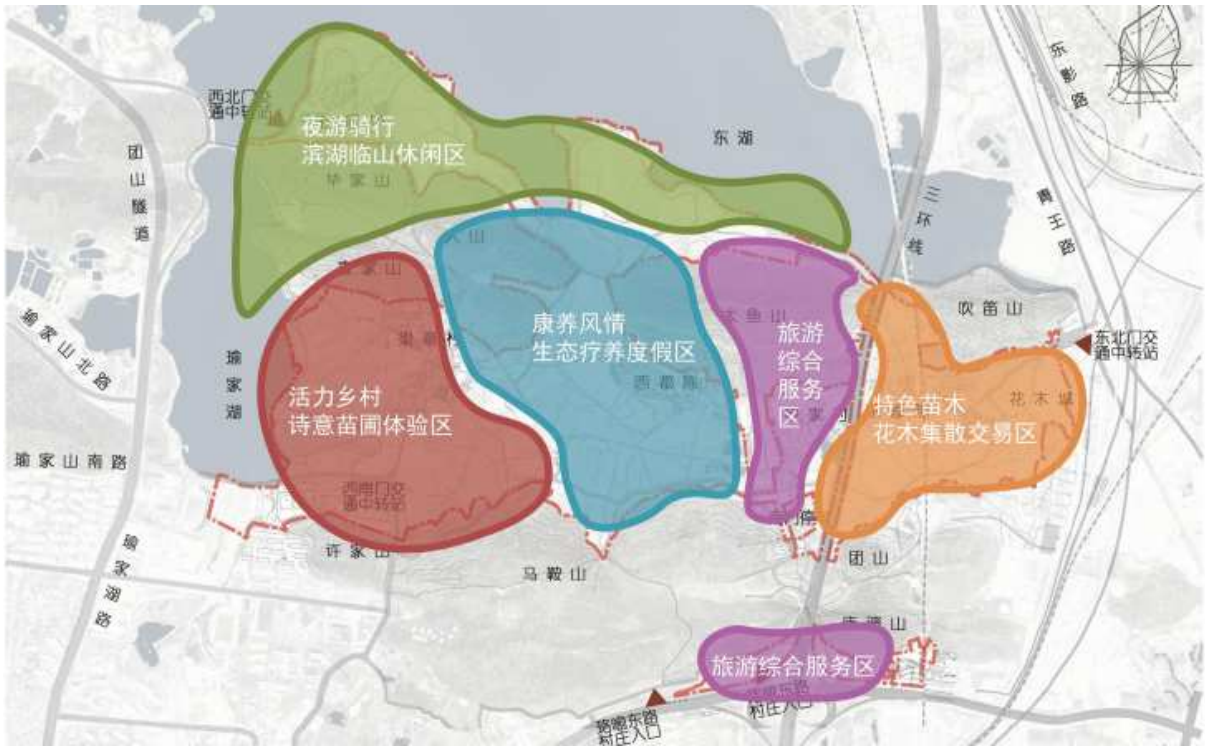 东影路
西北门交
通中转站
夜游骑行
滨湖临山休闲区
东湖
团山隧道
毕家山
三环线
青王路
吹笛山
东北门交
通中转站
康养风情
生态疗养度假区
旅游
综合
服务
区
喻家山北路
喻家湖
活力乡村
诗意苗圃体验区
特色苗木
花木集散交易区
花木城
喻家山南路
西南门交
通中转站
许家山
马鞍山
团山
喻家湖路
旅游综合服务区
珞瑜东路
村庄入口
村庄入口